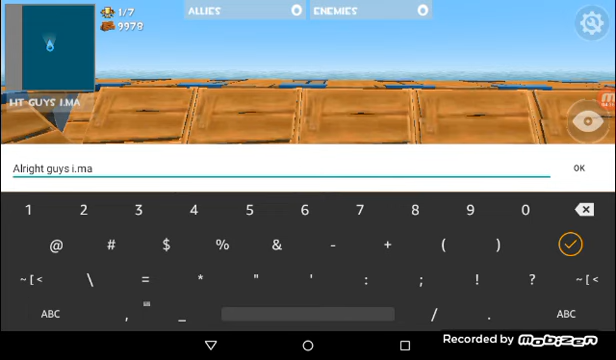 1/7
9978
ALLIES 0 ENEMIES 0
HT GUYS I.MA
Alright guys i.ma OK
1 2 3 4 5 6 7 8 9 0
@ # $ % & - + ( )
~ [ < \ = * " ' : ; ! ? ~ [ <
ABC , _ / . ABC
Recorded by MOBIZEN